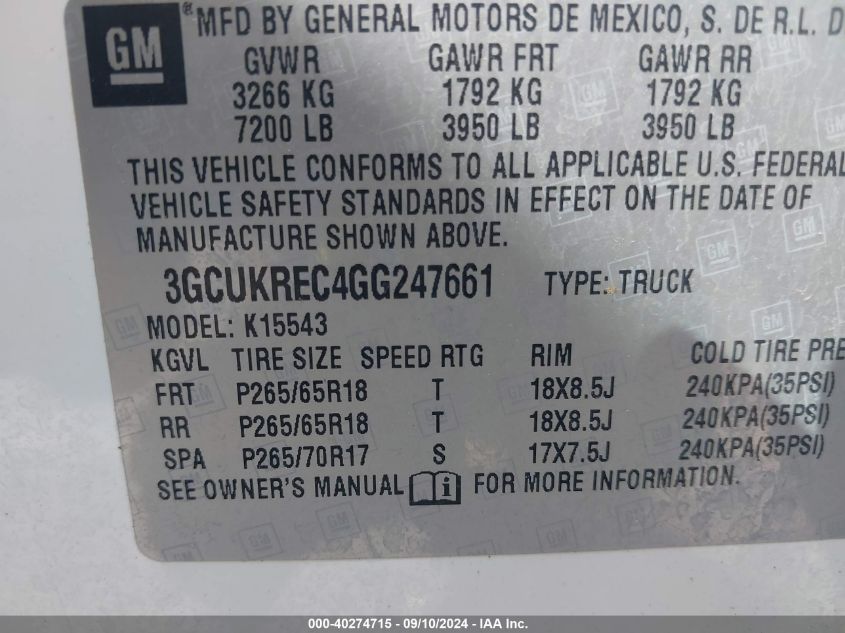 GM
® MFD BY GENERAL MOTORS DE MEXICO, S. DE R.L. D
GVWR GAWR FRT GAWR RR
3266 KG 1792 KG 1792 KG
7200 LB 3950 LB 3950 LB
THIS VEHICLE CONFORMS TO ALL APPLICABLE U.S. FEDERAL
VEHICLE SAFETY STANDARDS IN EFFECT ON THE DATE OF
MANUFACTURE SHOWN ABOVE.
3GCUKREC4GG247661 TYPE: TRUCK
MODEL: K15543
KGVL TIRE SIZE SPEED RTG RIM COLD TIRE PRE
FRT P265/65R18 T 18X8.5J 240KPA(35PSI)
RR P265/65R18 T 18X8.5J 240KPA(35PSI)
SPA P265/70R17 S 17X7.5J 240KPA(35PSI)
SEE OWNER'S MANUAL i FOR MORE INFORMATION.
000-40274715 - 09/10/2024 - IAA Inc.